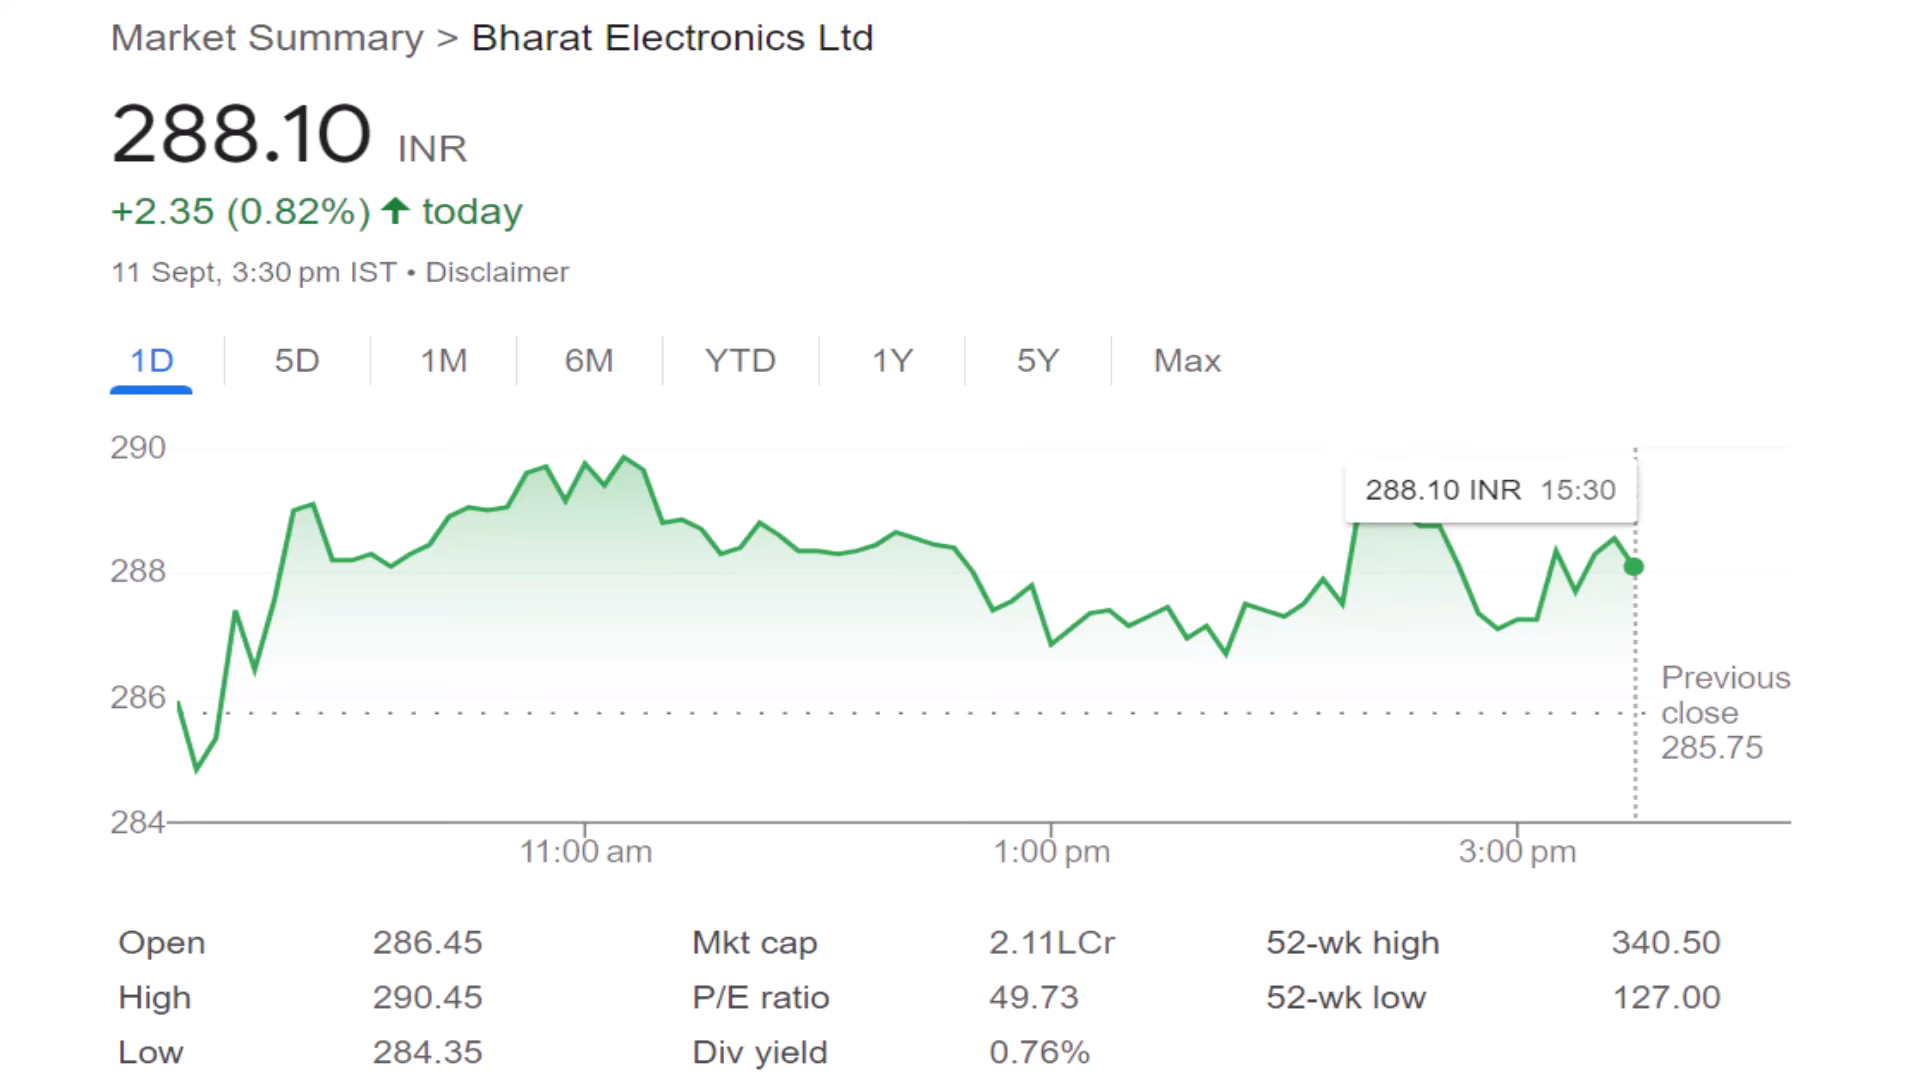 Market Summary > Bharat Electronics Ltd
288.10 INR
+2.35 (0.82%) ↑ today
11 Sept, 3:30 pm IST • Disclaimer
1D 5D 1M 6M YTD 1Y 5Y Max
290
288.10 INR 15:30
288
286
Previous
close
285.75
284
11:00 am 1:00 pm 3:00 pm
Open 286.45 Mkt cap 2.11LCr 52-wk high 340.50
High 290.45 P/E ratio 49.73 52-wk low 127.00
Low 284.35 Div yield 0.76%